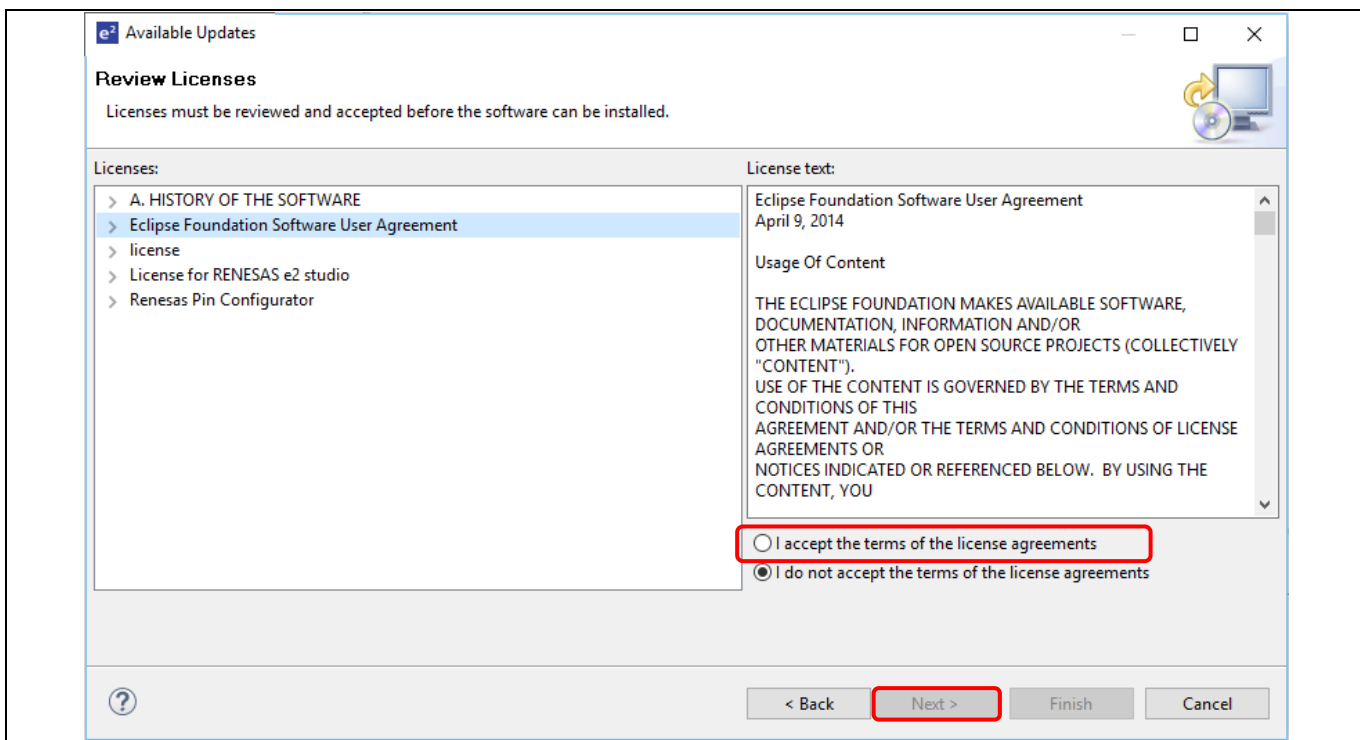 e² Available Updates
Review Licenses
Licenses must be reviewed and accepted before the software can be installed.
Licenses:
> A. HISTORY OF THE SOFTWARE
> Eclipse Foundation Software User Agreement
> license
> License for RENESAS e2 studio
> Renesas Pin Configurator
License text:
Eclipse Foundation Software User Agreement
April 9, 2014
Usage Of Content
THE ECLIPSE FOUNDATION MAKES AVAILABLE SOFTWARE,
DOCUMENTATION, INFORMATION AND/OR
OTHER MATERIALS FOR OPEN SOURCE PROJECTS (COLLECTIVELY
"CONTENT").
USE OF THE CONTENT IS GOVERNED BY THE TERMS AND
CONDITIONS OF THIS
AGREEMENT AND/OR THE TERMS AND CONDITIONS OF LICENSE
AGREEMENTS OR
NOTICES INDICATED OR REFERENCED BELOW.  BY USING THE
CONTENT, YOU
I accept the terms of the license agreements
I do not accept the terms of the license agreements
? < Back Next > Finish Cancel